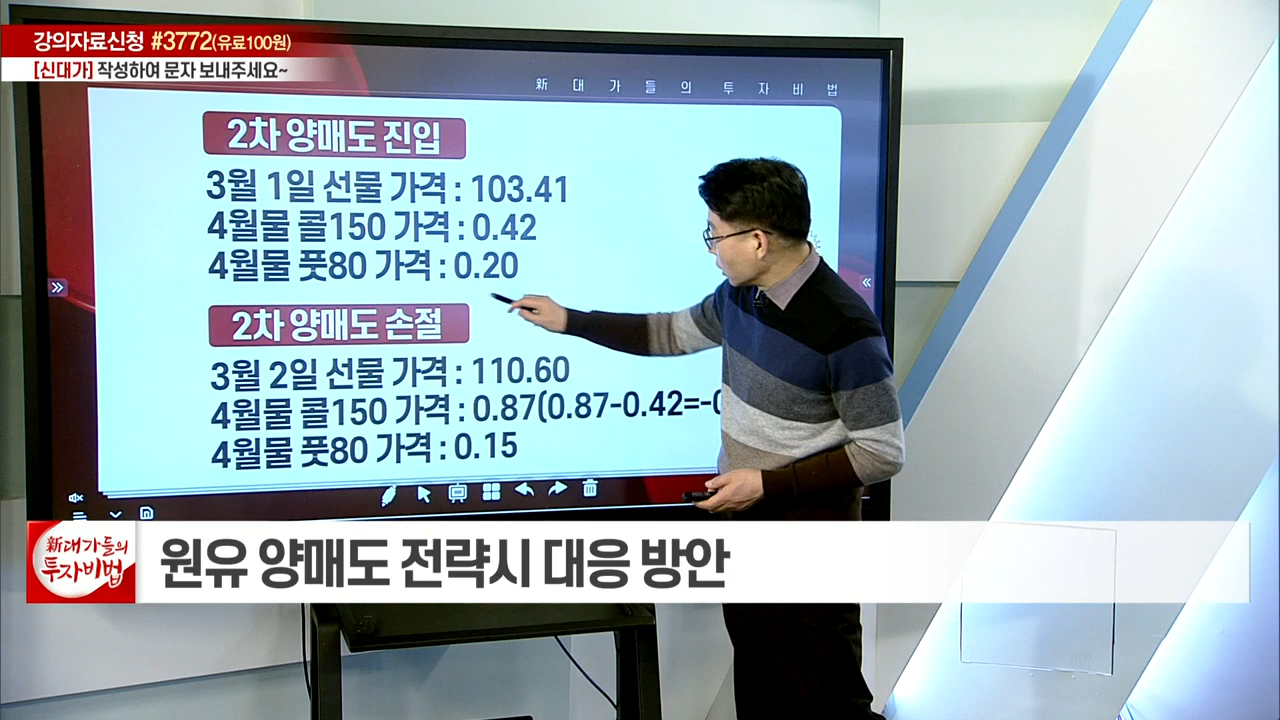 강의자료신청 #3772(유료100원)
[신대가] 작성하여 문자 보내주세요~
新 대 가 들 의 투 자 비 법
2차 양매도 진입
3월 1일 선물 가격 : 103.41
4월물 콜150 가격 : 0.42
4월물 풋80 가격 : 0.20
2차 양매도 손절
3월 2일 선물 가격 : 110.60
4월물 콜150 가격 : 0.87(0.87-0.42=-
4월물 풋80 가격 : 0.15
新대가들의
투자비법
원유 양매도 전략시 대응 방안